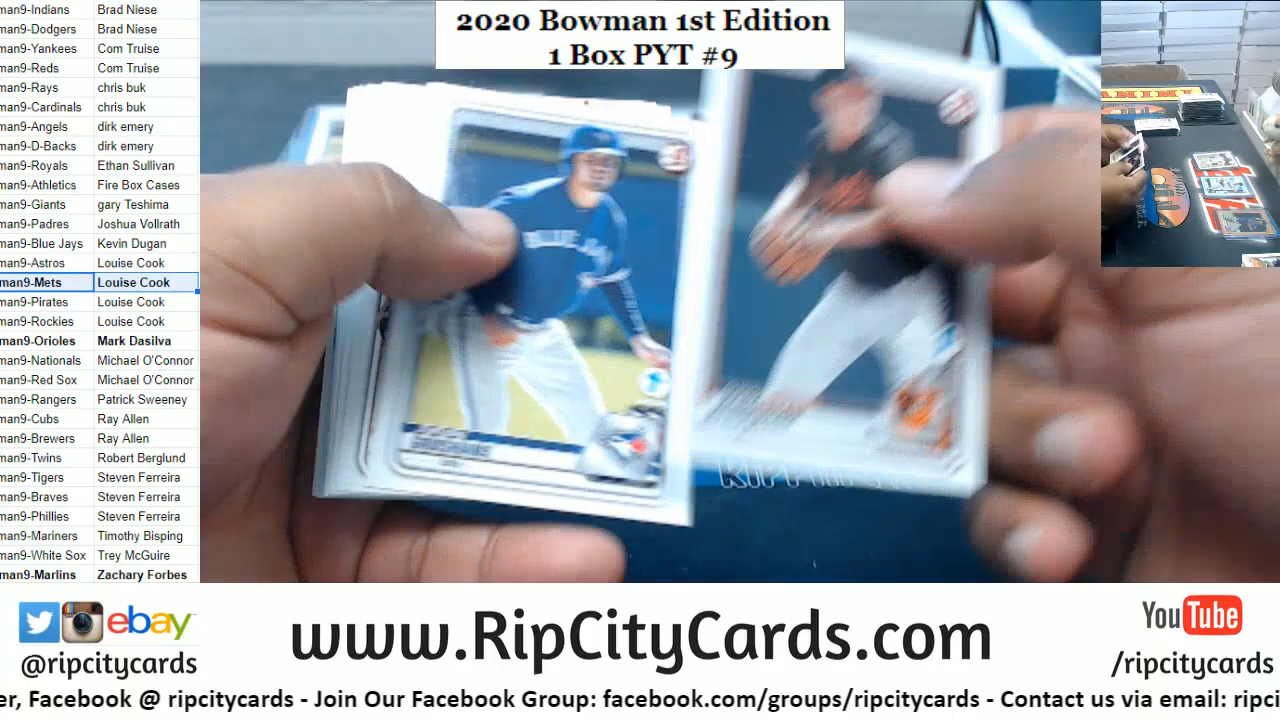 2020 Bowman 1st Edition
1 Box PYT #9
man9-Indians Brad Niese
man9-Dodgers Brad Niese
man9-Yankees Com Truise
man9-Reds Com Truise
man9-Rays chris buk
man9-Cardinals chris buk
man9-Angels dirk emery
man9-D-Backs dirk emery
man9-Royals Ethan Sullivan
man9-Athletics Fire Box Cases
man9-Giants gary Teshima
man9-Padres Joshua Vollrath
man9-Blue Jays Kevin Dugan
man9-Astros Louise Cook
man9-Mets Louise Cook
man9-Pirates Louise Cook
man9-Rockies Louise Cook
man9-Orioles Mark Dasilva
man9-Nationals Michael O'Connor
man9-Red Sox Michael O'Connor
man9-Rangers Patrick Sweeney
man9-Cubs Ray Allen
man9-Brewers Ray Allen
man9-Twins Robert Berglund
man9-Tigers Steven Ferreira
man9-Braves Steven Ferreira
man9-Phillies Steven Ferreira
man9-Mariners Timothy Bisping
man9-White Sox Trey McGuire
man9-Marlins Zachary Forbes
PANINI
ebay
@ripcitycards
www.RipCityCards.com
YouTube
/ripcitycards
er, Facebook @ ripcitycards - Join Our Facebook Group: facebook.com/groups/ripcitycards - Contact us via email: ripci